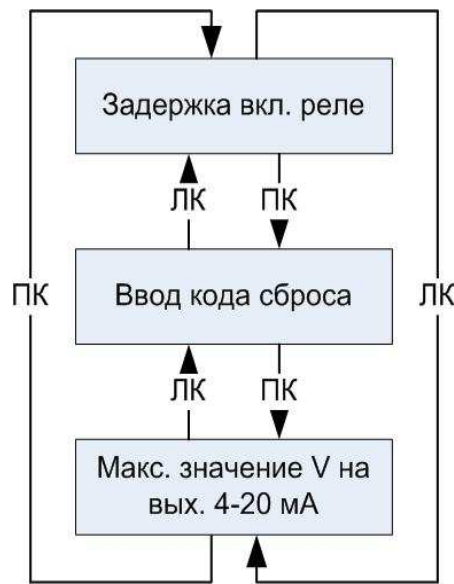 Задержка вкл. реле
ЛК ПК
ПК Ввод кода сброса ЛК
ЛК ПК
Макс. значение V на
вых. 4-20 мА